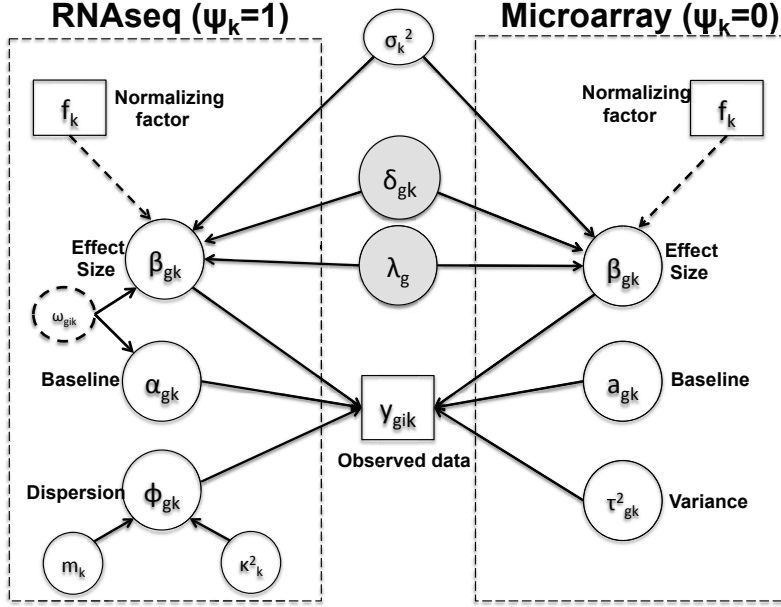 RNAseq (ψk=1)
Microarray (ψk=0)
σk²
fk
Normalizing
factor
Normalizing
factor
fk
δgk
Effect
Size
βgk
λg
βgk
Effect
Size
ωgik
Baseline
αgk
ygik
agk
Baseline
Observed data
Dispersion
ϕgk
τ²gk
Variance
mk
κ²k